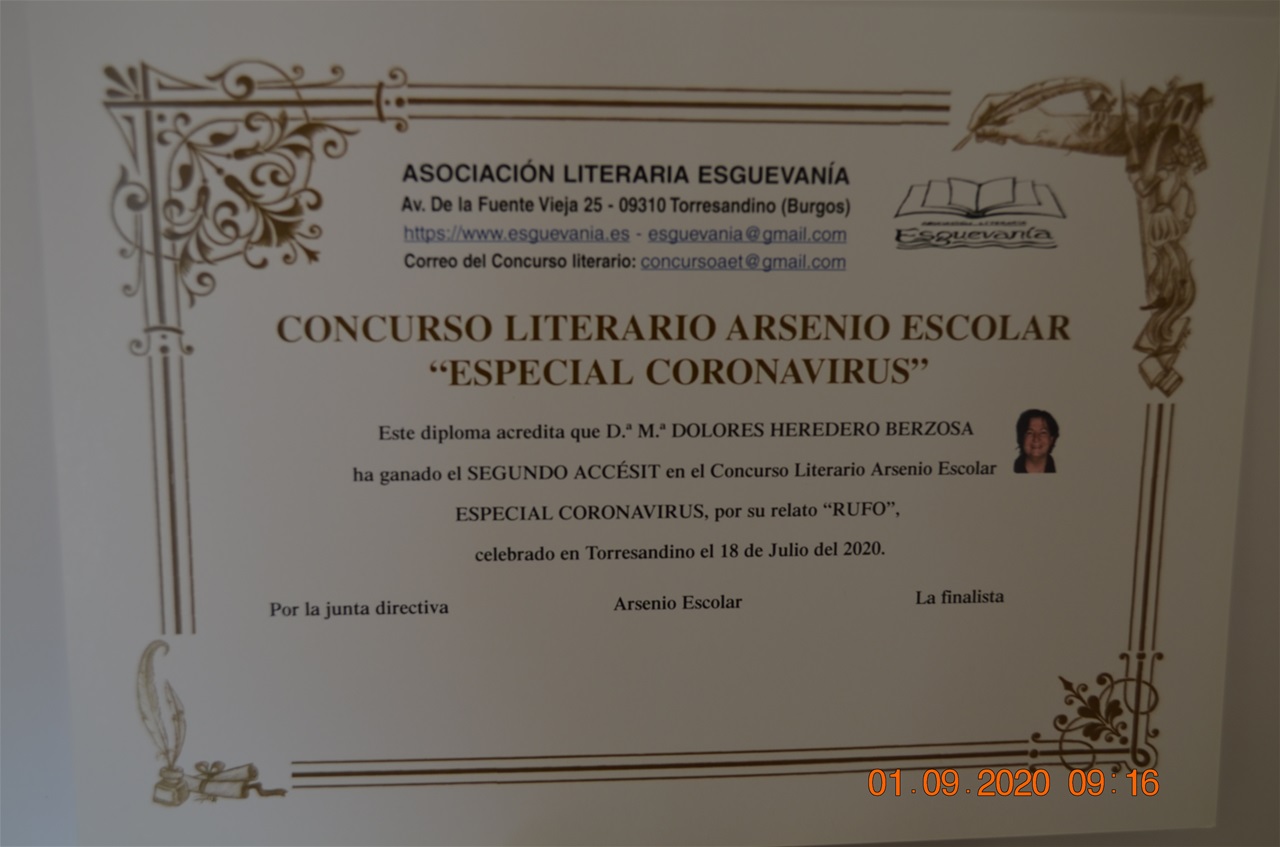 ASOCIACIÓN LITERARIA ESGUEVANÍA
Av. De la Fuente Vieja 25 - 09310 Torresandino (Burgos)
https://www.esguevania.es - esguevania@gmail.com
Correo del Concurso literario: concursoaet@gmail.com
ASOCIACIÓN LITERARIA
Esguevanía
CONCURSO LITERARIO ARSENIO ESCOLAR
“ESPECIAL CORONAVIRUS”
Este diploma acredita que D.ª M.ª DOLORES HEREDERO BERZOSA
ha ganado el SEGUNDO ACCÉSIT en el Concurso Literario Arsenio Escolar
ESPECIAL CORONAVIRUS, por su relato “RUFO”,
celebrado en Torresandino el 18 de Julio del 2020.
Por la junta directiva Arsenio Escolar La finalista
01.09.2020 09:16